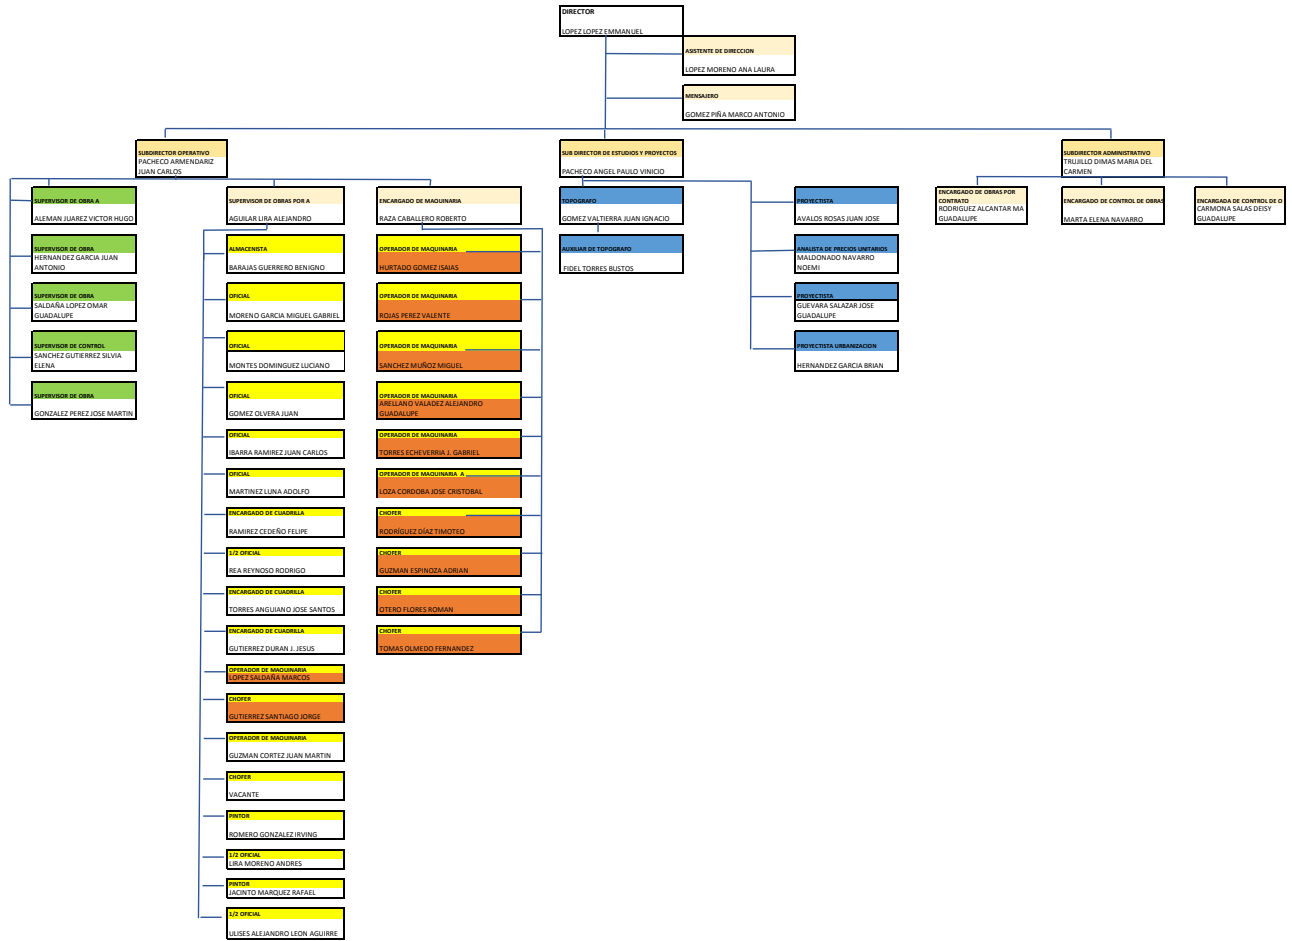 DIRECTOR
LOPEZ LOPEZ EMMANUEL
ASISTENTE DE DIRECCION
LOPEZ MORENO ANA LAURA
MENSAJERO
GOMEZ PIÑA MARCO ANTONIO
SUBDIRECTOR OPERATIVO
PACHECO ARMENDARIZ
JUAN CARLOS
SUB DIRECTOR DE ESTUDIOS Y PROYECTOS
PACHECO ANGEL PAULO VINICIO
SUBDIRECTOR ADMINISTRATIVO
TRUJILLO DIMAS MARIA DEL
CARMEN
SUPERVISOR DE OBRA A
ALEMAN JUAREZ VICTOR HUGO
SUPERVISOR DE OBRA
HERNANDEZ GARCIA JUAN
ANTONIO
SUPERVISOR DE OBRA
SALDAÑA LOPEZ OMAR
GUADALUPE
SUPERVISOR DE CONTROL
SANCHEZ GUTIERREZ SILVIA
ELENA
SUPERVISOR DE OBRA
GONZALEZ PEREZ JOSE MARTIN
SUPERVISOR DE OBRAS POR A
AGUILAR LIRA ALEJANDRO
ALMACENISTA
BARAJAS GUERRERO BENIGNO
OFICIAL
MORENO GARCIA MIGUEL GABRIEL
OFICIAL
MONTES DOMINGUEZ LUCIANO
OFICIAL
GOMEZ OLVERA JUAN
OFICIAL
IBARRA RAMIREZ JUAN CARLOS
OFICIAL
MARTINEZ LUNA ADOLFO
ENCARGADO DE CUADRILLA
RAMIREZ CEDEÑO FELIPE
1/2 OFICIAL
REA REYNOSO RODRIGO
ENCARGADO DE CUADRILLA
TORRES ANGUIANO JOSE SANTOS
ENCARGADO DE CUADRILLA
GUTIERREZ DURAN J. JESUS
OPERADOR DE MAQUINARIA
LOPEZ SALDAÑA MARCOS
CHOFER
GUTIERREZ SANTIAGO JORGE
OPERADOR DE MAQUINARIA
GUZMAN CORTEZ JUAN MARTIN
CHOFER
VACANTE
PINTOR
ROMERO GONZALEZ IRVING
1/2 OFICIAL
LIRA MORENO ANDRES
PINTOR
JACINTO MARQUEZ RAFAEL
1/2 OFICIAL
ULISES ALEJANDRO LEON AGUIRRE
ENCARGADO DE MAQUINARIA
RAZA CABALLERO ROBERTO
OPERADOR DE MAQUINARIA
HURTADO GOMEZ ISAIAS
OPERADOR DE MAQUINARIA
ROJAS PEREZ VALENTE
OPERADOR DE MAQUINARIA
SANCHEZ MUÑOZ MIGUEL
OPERADOR DE MAQUINARIA
ARELLANO VALADEZ ALEJANDRO
GUADALUPE
OPERADOR DE MAQUINARIA
TORRES ECHEVERRIA J. GABRIEL
OPERADOR DE MAQUINARIA A
LOZA CORDOBA JOSE CRISTOBAL
CHOFER
RODRÍGUEZ DÍAZ TIMOTEO
CHOFER
GUZMAN ESPINOZA ADRIAN
CHOFER
OTERO FLORES ROMAN
CHOFER
TOMAS OLMEDO FERNANDEZ
TOPOGRAFO
GOMEZ VALTIERRA JUAN IGNACIO
AUXILIAR DE TOPOGRAFO
FIDEL TORRES BUSTOS
PROYECTISTA
AVALOS ROSAS JUAN JOSE
ANALISTA DE PRECIOS UNITARIOS
MALDONADO NAVARRO
NOEMI
PROYECTISTA
GUEVARA SALAZAR JOSE
GUADALUPE
PROYECTISTA URBANIZACION
HERNANDEZ GARCIA BRIAN
ENCARGADO DE OBRAS POR
CONTRATO
RODRIGUEZ ALCANTAR MA
GUADALUPE
ENCARGADO DE CONTROL DE OBRAS
MARTA ELENA NAVARRO
ENCARGADA DE CONTROL DE O
CARMONA SALAS DEISY
GUADALUPE